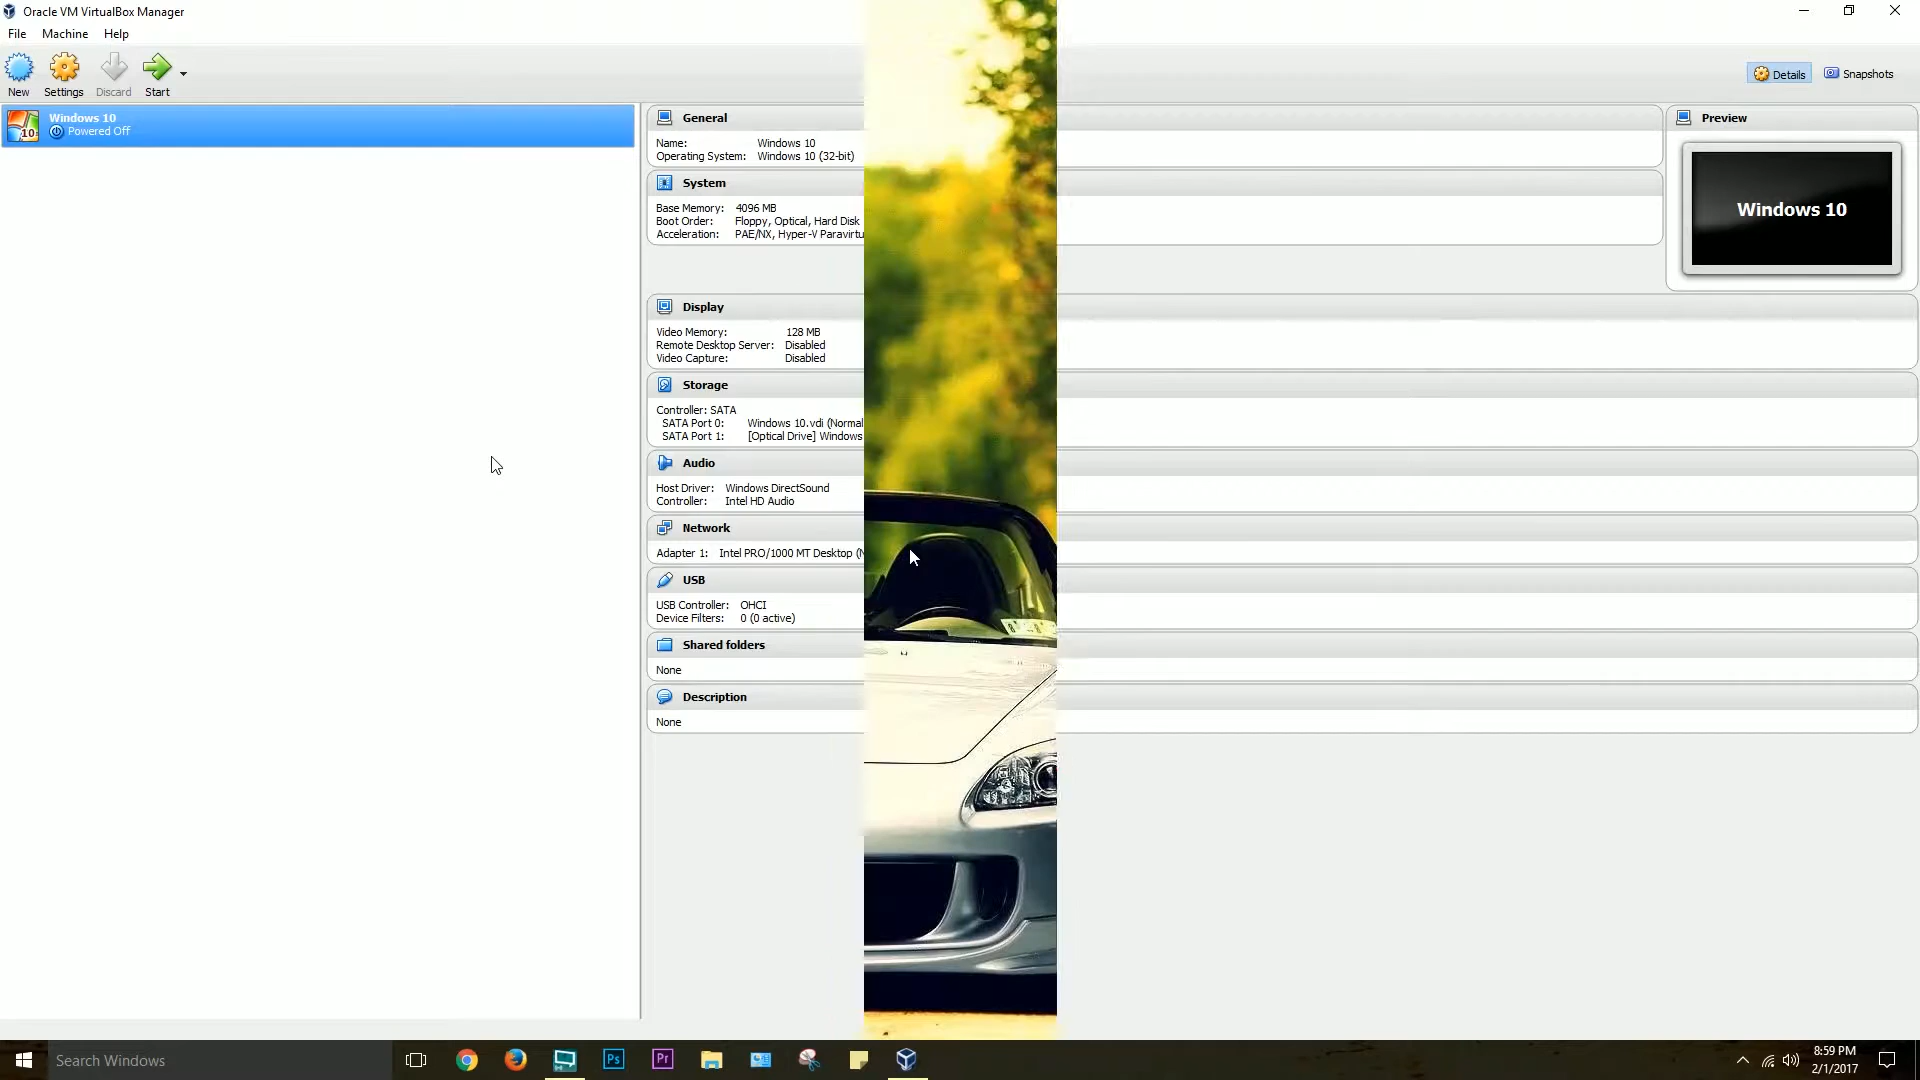 Oracle VM VirtualBox Manager
File Machine Help
New Settings Discard Start
Details Snapshots
Windows 10
Powered Off
General
Name: Windows 10
Operating System: Windows 10 (32-bit)
System
Base Memory: 4096 MB
Boot Order: Floppy, Optical, Hard Disk
Acceleration: PAE/NX, Hyper-V Paravirtu
Preview
Windows 10
Display
Video Memory: 128 MB
Remote Desktop Server: Disabled
Video Capture: Disabled
Storage
Controller: SATA
SATA Port 0: Windows 10.vdi (Normal
SATA Port 1: [Optical Drive] Windows
Audio
Host Driver: Windows DirectSound
Controller: Intel HD Audio
Network
Adapter 1: Intel PRO/1000 MT Desktop (N
USB
USB Controller: OHCI
Device Filters: 0 (0 active)
Shared folders
None
Description
None
Search Windows
Ps
Pr
8:59 PM
2/1/2017